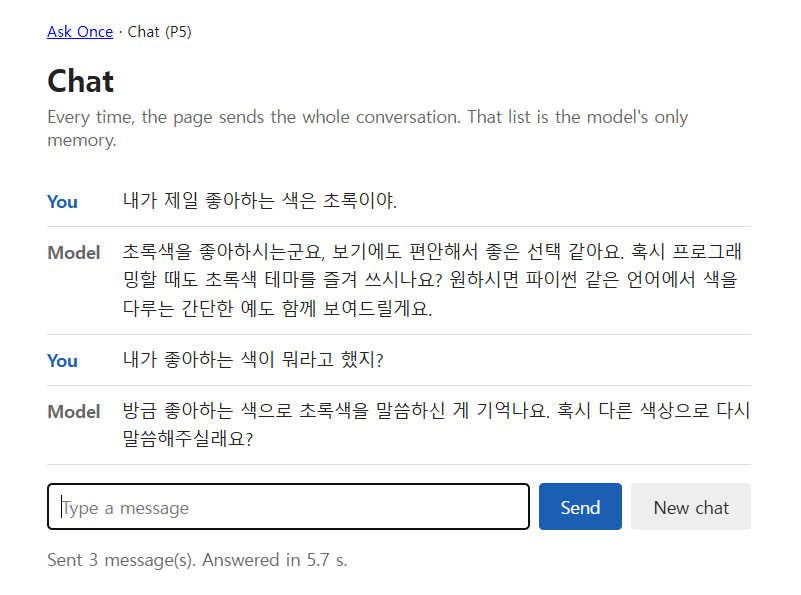 Ask Once · Chat (P5)
Chat
Every time, the page sends the whole conversation. That list is the model's only
memory.
You 내가 제일 좋아하는 색은 초록이야.
Model 초록색을 좋아하시는군요, 보기에도 편안해서 좋은 선택 같아요. 혹시 프로그래
밍할 때도 초록색 테마를 즐겨 쓰시나요? 원하시면 파이썬 같은 언어에서 색을
다루는 간단한 예도 함께 보여드릴게요.
You 내가 좋아하는 색이 뭐라고 했지?
Model 방금 좋아하는 색으로 초록색을 말씀하신 게 기억나요. 혹시 다른 색상으로 다시
말씀해주실래요?
Type a message Send New chat
Sent 3 message(s). Answered in 5.7 s.